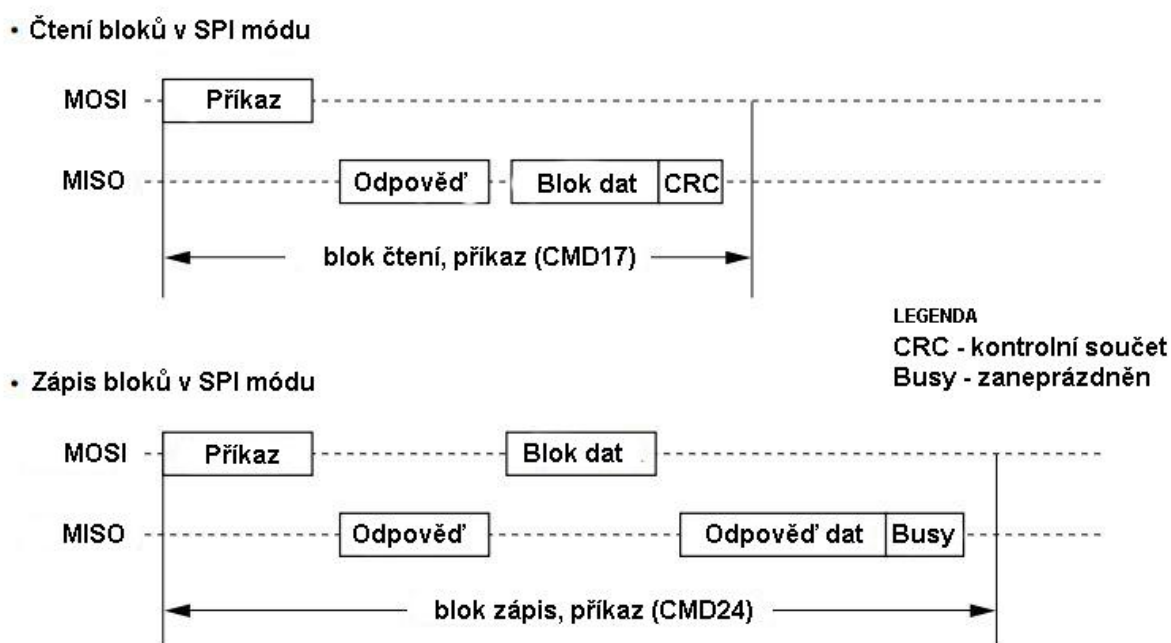 • Čtení bloků v SPI módu
MOSI Příkaz
MISO Odpověď Blok dat CRC
blok čtení, příkaz (CMD17)
LEGENDA
CRC - kontrolní součet
Busy - zaneprázdněn
• Zápis bloků v SPI módu
MOSI Příkaz Blok dat
MISO Odpověď Odpověď dat Busy
blok zápis, příkaz (CMD24)